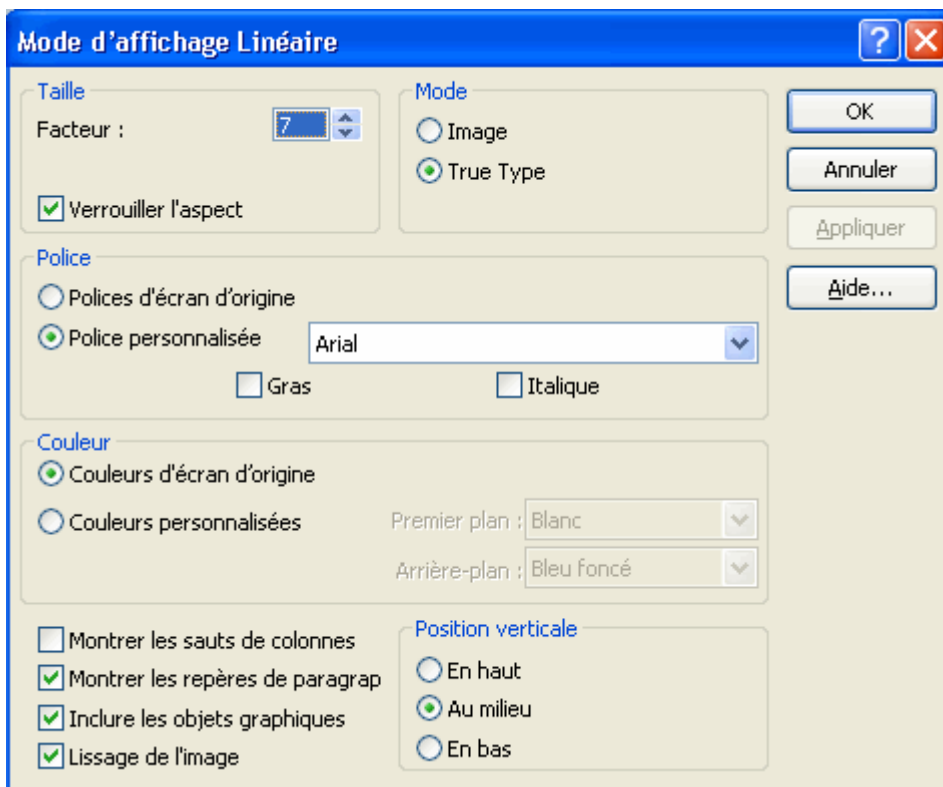 Mode d'affichage Linéaire
Taille
Facteur :
7
Verrouiller l'aspect
Mode
Image
True Type
OK
Annuler
Appliquer
Aide...
Police
Polices d'écran d'origine
Police personnalisée
Arial
Gras
Italique
Couleur
Couleurs d'écran d'origine
Couleurs personnalisées
Premier plan :
Blanc
Arrière-plan :
Bleu foncé
Montrer les sauts de colonnes
Montrer les repères de paragrap
Inclure les objets graphiques
Lissage de l'image
Position verticale
En haut
Au milieu
En bas